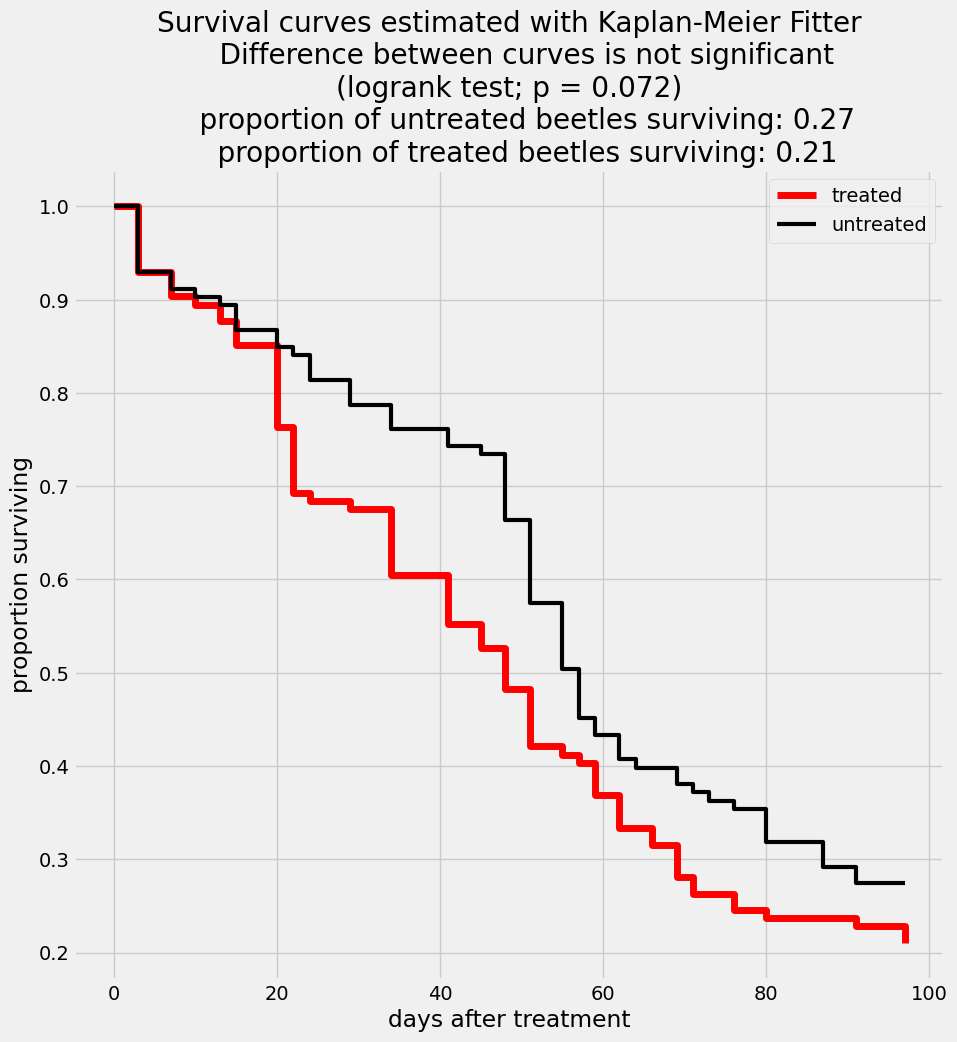 Survival curves estimated with Kaplan-Meier Fitter
Difference between curves is not significant
(logrank test; p = 0.072)
proportion of untreated beetles surviving: 0.27
proportion of treated beetles surviving: 0.21
treated
untreated
1.0
0.9
0.8
0.7
0.6
0.5
0.4
0.3
0.2
proportion surviving
0 20 40 60 80 100
days after treatment